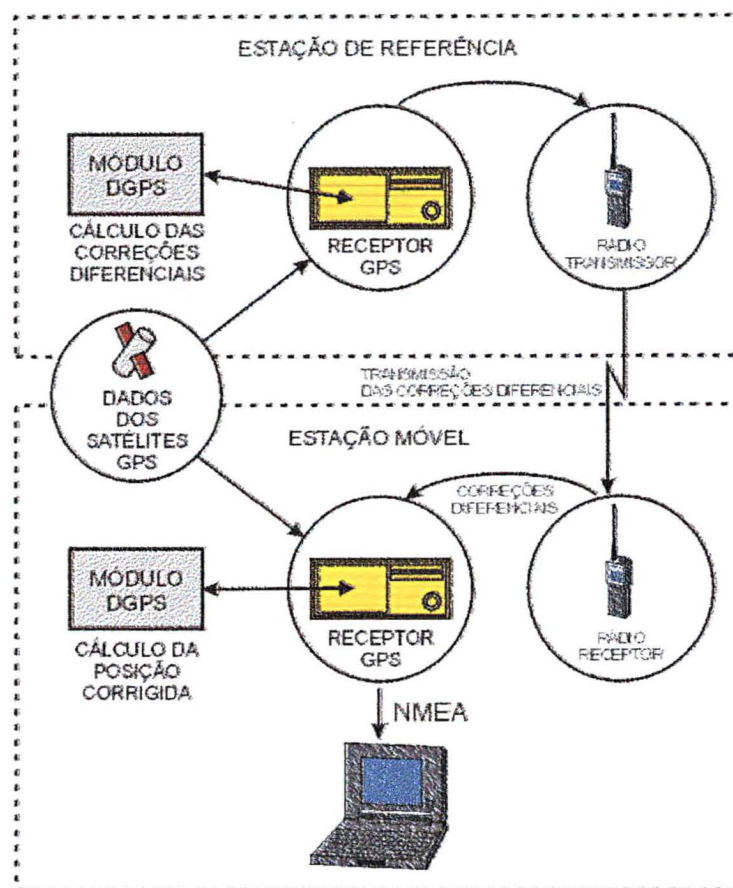 ESTAÇÃO DE REFERÊNCIA
MÓDULO
DGPS
CÁLCULO DAS
CORREÇÕES
DIFERENCIAIS
RECEPTOR
GPS
RÁDIO
TRANSMISSOR
DADOS
DOS
SATÉLITES
GPS
TRANSMISSÃO
DAS CORREÇÕES DIFERENCIAIS
ESTAÇÃO MÓVEL
CORREÇÕES
DIFERENCIAIS
MÓDULO
DGPS
CÁLCULO DA
POSIÇÃO
CORRIGIDA
RECEPTOR
GPS
RÁDIO
RECEPTOR
NMEA